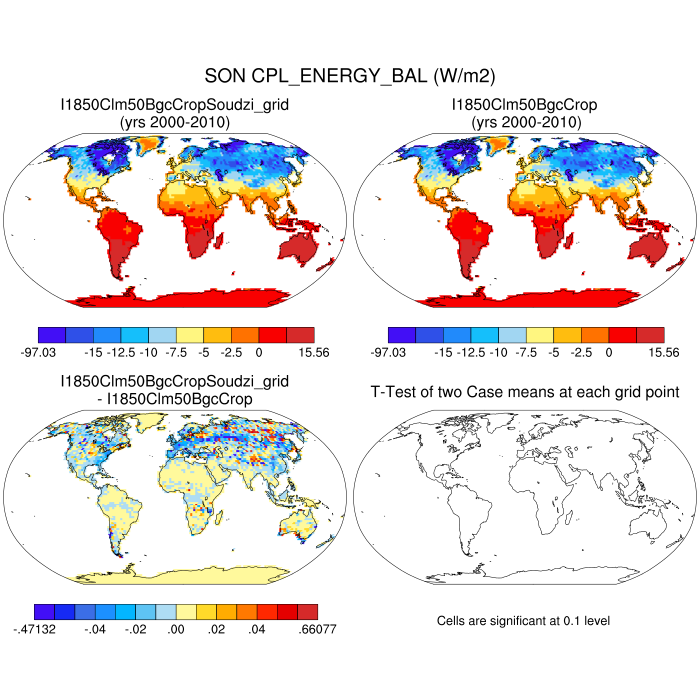 SON CPL_ENERGY_BAL (W/m2)
I1850Clm50BgcCropSoudzi_grid
(yrs 2000-2010)
I1850Clm50BgcCrop
(yrs 2000-2010)
-97.03 -15 -12.5 -10 -7.5 -5 -2.5 0 15.56
-97.03 -15 -12.5 -10 -7.5 -5 -2.5 0 15.56
I1850Clm50BgcCropSoudzi_grid
- I1850Clm50BgcCrop
T-Test of two Case means at each grid point
-.47132 -.04 -.02 .00 .02 .04 .66077
Cells are significant at 0.1 level